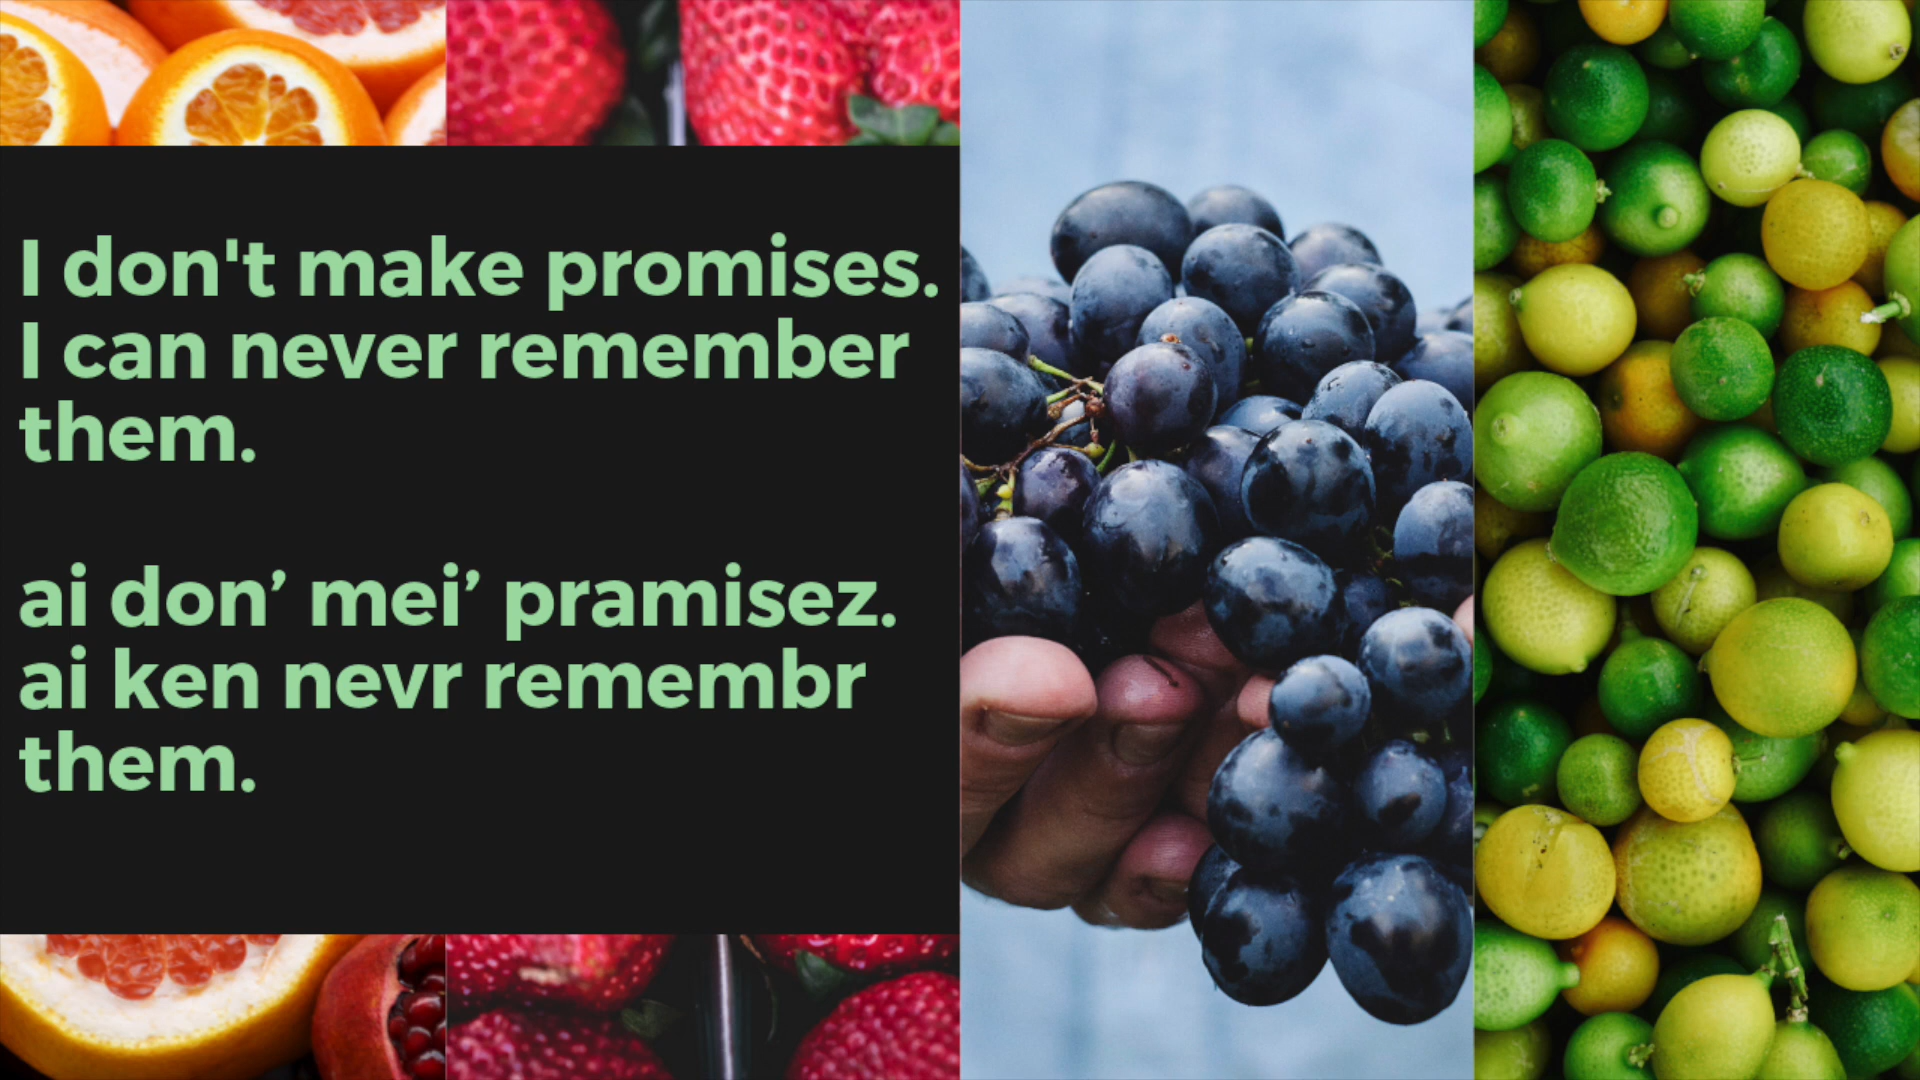 I don't make promises.
I can never remember
them.
ai don’ mei’ pramisez.
ai ken nevr remembr
them.